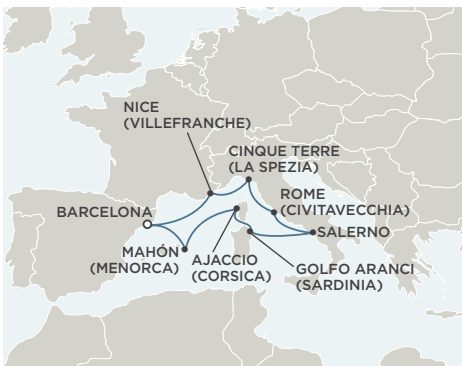 NICE
(VILLEFRANCHE)
CINQUE TERRE
(LA SPEZIA)
ROME
(CIVITAVECCHIA)
BARCELONA
SALERNO
MAHÓN
(MENORCA)
AJACCIO
(CORSICA)
GOLFO ARANCI
(SARDINIA)